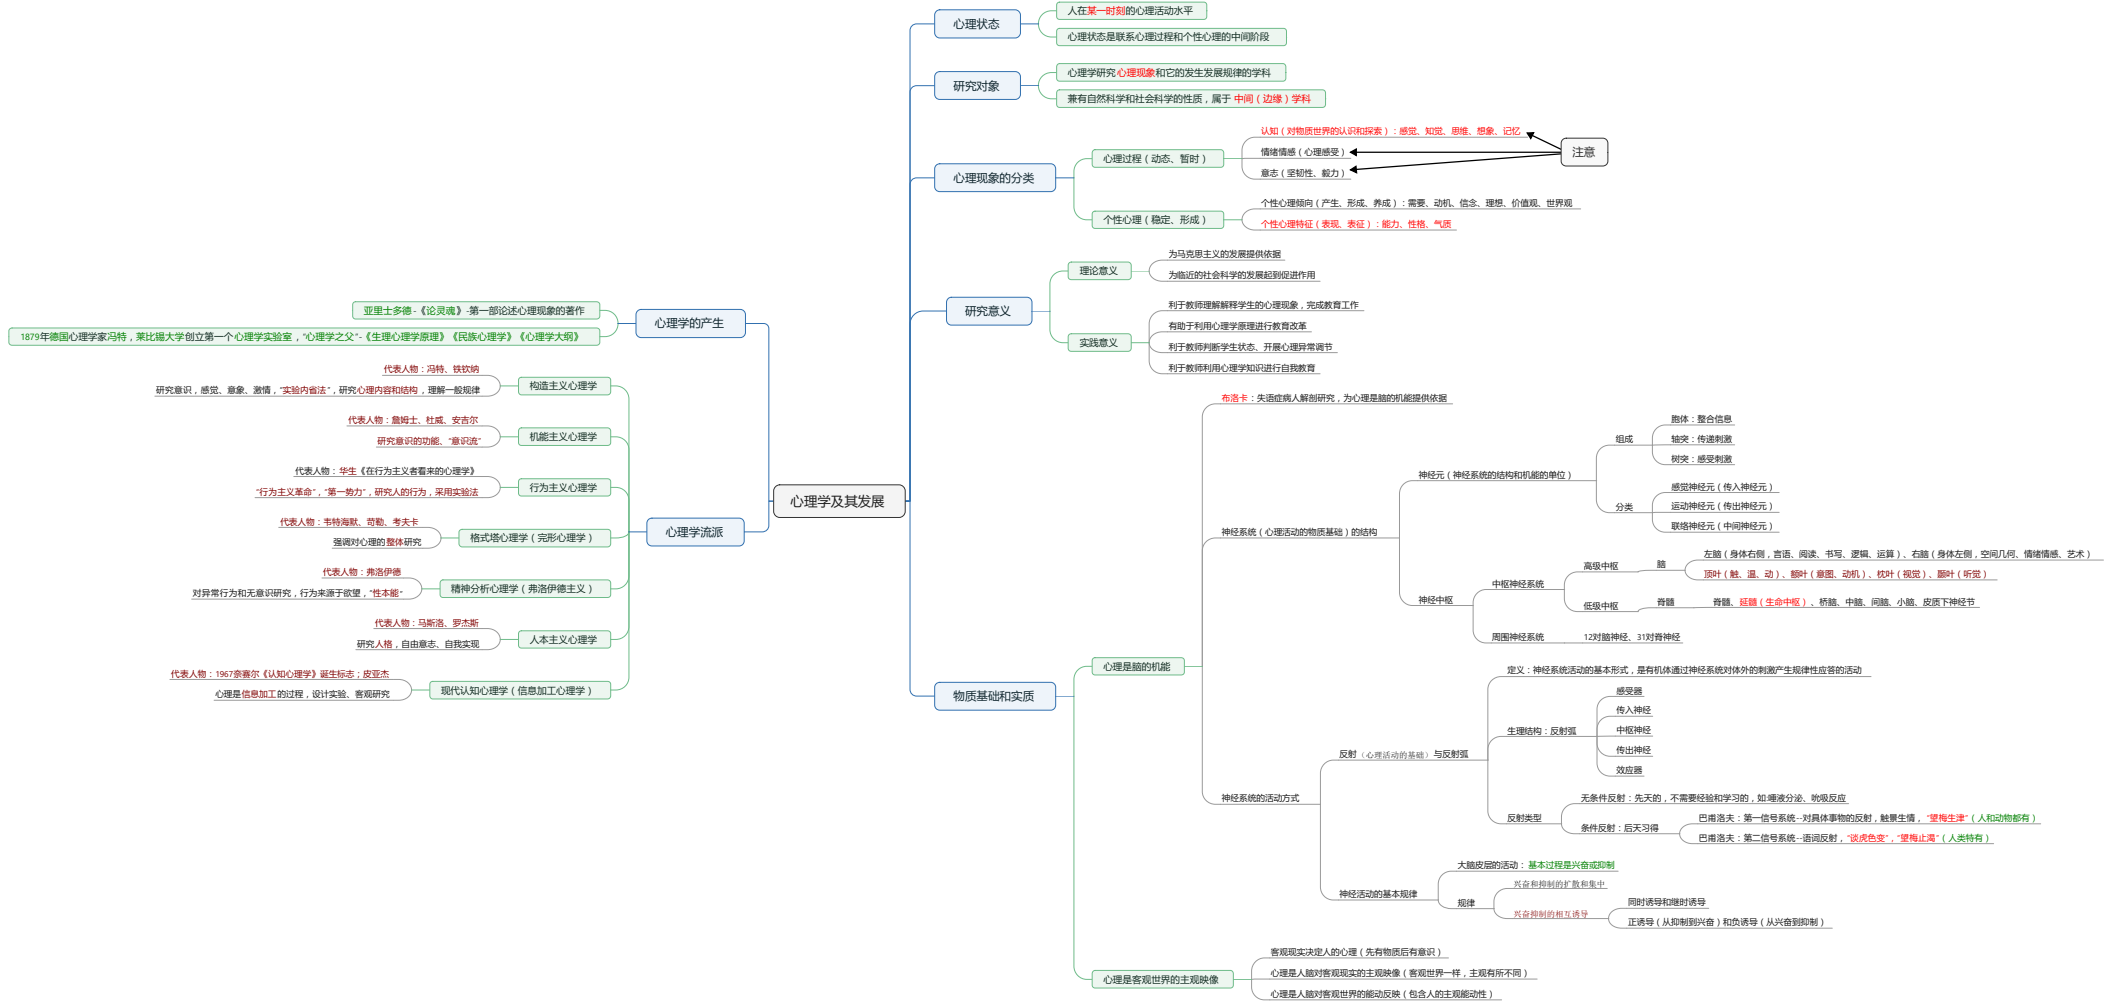 心理学及其发展
心理状态
人在某一时刻的心理活动水平
心理状态是联系心理过程和个性心理的中间阶段
研究对象
心理学研究 心理现象和它的发生发展规律的学科
兼有自然科学和社会科学的性质，属于 中间（边缘）学科
心理现象的分类
心理过程（动态、暂时）
认知（对物质世界的认识和探索）：感觉、知觉、思维、想象、记忆
情绪情感（心理感受）
意志（坚韧性、毅力）
注意
个性心理（稳定、形成）
个性心理倾向（产生、形成、养成）：需要、动机、信念、理想、价值观、世界观
个性心理特征（表现、表征）：能力、性格、气质
研究意义
理论意义
为马克思主义的发展提供依据
为临近的社会科学的发展起到促进作用
实践意义
利于教师理解解释学生的心理现象，完成教育工作
有助于利用心理学原理进行教育改革
利于教师判断学生状态、开展心理异常调节
利于教师利用心理学知识进行自我教育
物质基础和实质
心理是脑的机能
布洛卡：失语症病人解剖研究，为心理是脑的机能提供依据
神经系统（心理活动的物质基础）的结构
神经元（神经系统的结构和机能的单位）
组成
胞体：整合信息
轴突：传递刺激
树突：感受刺激
分类
感觉神经元（传入神经元）
运动神经元（传出神经元）
联络神经元（中间神经元）
神经中枢
中枢神经系统
高级中枢
脑
左脑（身体右侧，言语、阅读、书写、逻辑、运算）、右脑（身体左侧，空间几何、情绪情感、艺术）
顶叶（触、温、动）、额叶（意图、动机）、枕叶（视觉）、颞叶（听觉）
低级中枢
脊髓
脊髓、延髓（生命中枢）、桥脑、中脑、间脑、小脑、皮质下神经节
周围神经系统
12对脑神经、31对脊神经
神经系统的活动方式
反射（心理活动的基础）与反射弧
定义：神经系统活动的基本形式，是有机体通过神经系统对体外的刺激产生规律性应答的活动
生理结构：反射弧
感受器
传入神经
中枢神经
传出神经
效应器
反射类型
无条件反射：先天的，不需要经验和学习的，如:唾液分泌、吮吸反应
条件反射：后天习得
巴甫洛夫：第一信号系统--对具体事物的反射，触景生情，"望梅生津"（人和动物都有）
巴甫洛夫：第二信号系统--语词反射，"谈虎色变"，"望梅止渴"（人类特有）
神经活动的基本规律
大脑皮层的活动：基本过程是兴奋或抑制
规律
兴奋和抑制的扩散和集中
兴奋抑制的相互诱导
同时诱导和继时诱导
正诱导（从抑制到兴奋）和负诱导（从兴奋到抑制）
心理是客观世界的主观映像
客观现实决定人的心理（先有物质后有意识）
心理是人脑对客观现实的主观映像（客观世界一样，主观有所不同）
心理是人脑对客观世界的能动反映（包含人的主观能动性）
心理学的产生
亚里士多德-《论灵魂》-第一部论述心理现象的著作
1879年德国心理学家冯特，莱比锡大学创立第一个心理学实验室，"心理学之父"-《生理心理学原理》《民族心理学》《心理学大纲》
心理学流派
构造主义心理学
代表人物：冯特、铁钦纳
研究意识，感觉、意象、激情，"实验内省法"，研究心理内容和结构，理解一般规律
机能主义心理学
代表人物：詹姆士、杜威、安吉尔
研究意识的功能、"意识流"
行为主义心理学
代表人物：华生《在行为主义者看来的心理学》
"行为主义革命"，"第一势力"，研究人的行为，采用实验法
格式塔心理学（完形心理学）
代表人物：韦特海默、苛勒、考夫卡
强调对心理的整体研究
精神分析心理学（弗洛伊德主义）
代表人物：弗洛伊德
对异常行为和无意识研究，行为来源于欲望，"性本能"
人本主义心理学
代表人物：马斯洛、罗杰斯
研究人格，自由意志、自我实现
现代认知心理学（信息加工心理学）
代表人物：1967奈塞尔《认知心理学》诞生标志；皮亚杰
心理是信息加工的过程，设计实验、客观研究